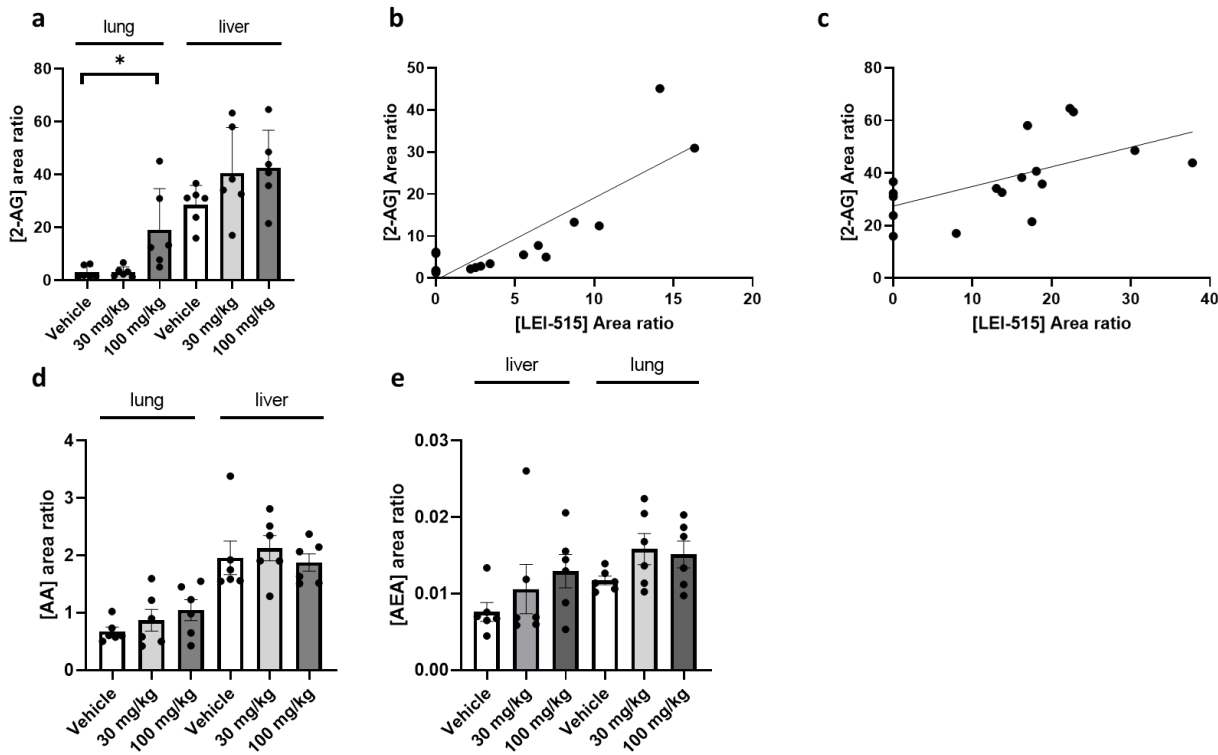 a
lung liver
*
[2-AG] area ratio
80
60
40
20
0
Vehicle 30 mg/kg 100 mg/kg Vehicle 30 mg/kg 100 mg/kg
b
[2-AG] Area ratio
50
40
30
20
10
0
0 5 10 15 20
[LEI-515] Area ratio
c
[2-AG] Area ratio
80
60
40
20
0
0 10 20 30 40
[LEI-515] Area ratio
d
lung liver
[AA] area ratio
4
3
2
1
0
Vehicle 30 mg/kg 100 mg/kg Vehicle 30 mg/kg 100 mg/kg
e
liver lung
[AEA] area ratio
0.03
0.02
0.01
0.00
Vehicle 30 mg/kg 100 mg/kg Vehicle 30 mg/kg 100 mg/kg